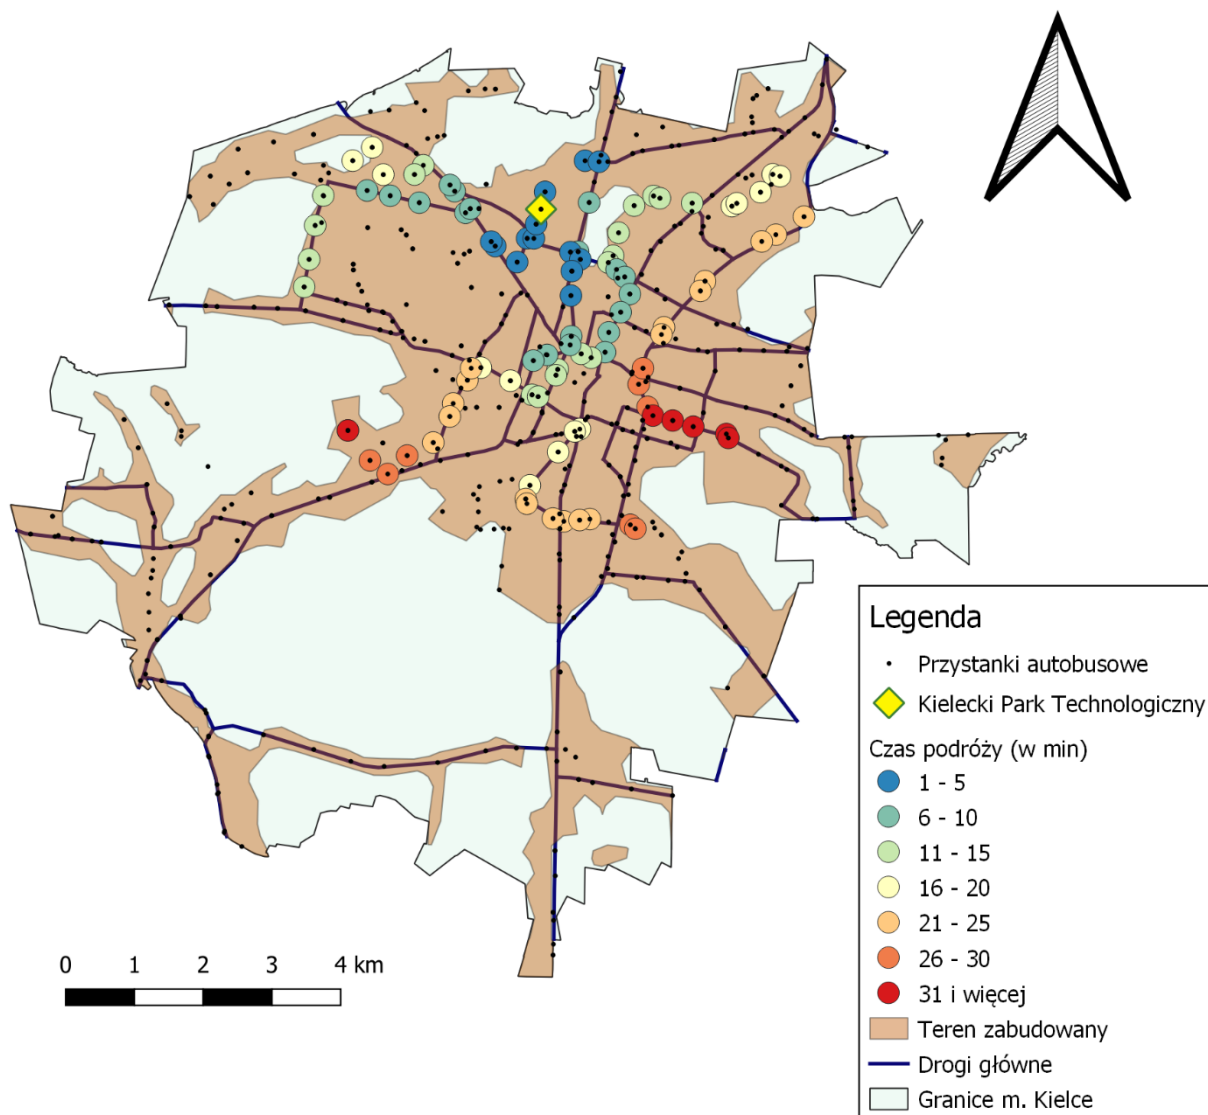 Legenda
Przystanki autobusowe
Kielecki Park Technologiczny
Czas podróży (w min)
1 - 5
6 - 10
11 - 15
16 - 20
21 - 25
26 - 30
31 i więcej
Teren zabudowany
Drogi główne
Granice m. Kielce
0 1 2 3 4 km